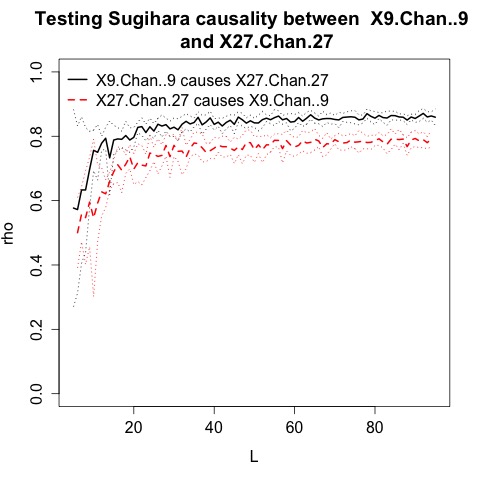 Testing Sugihara causality between  X9.Chan..9
and X27.Chan.27
X9.Chan..9 causes X27.Chan.27
X27.Chan.27 causes X9.Chan..9
rho
1.0
0.8
0.6
0.4
0.2
0.0
20 40 60 80
L